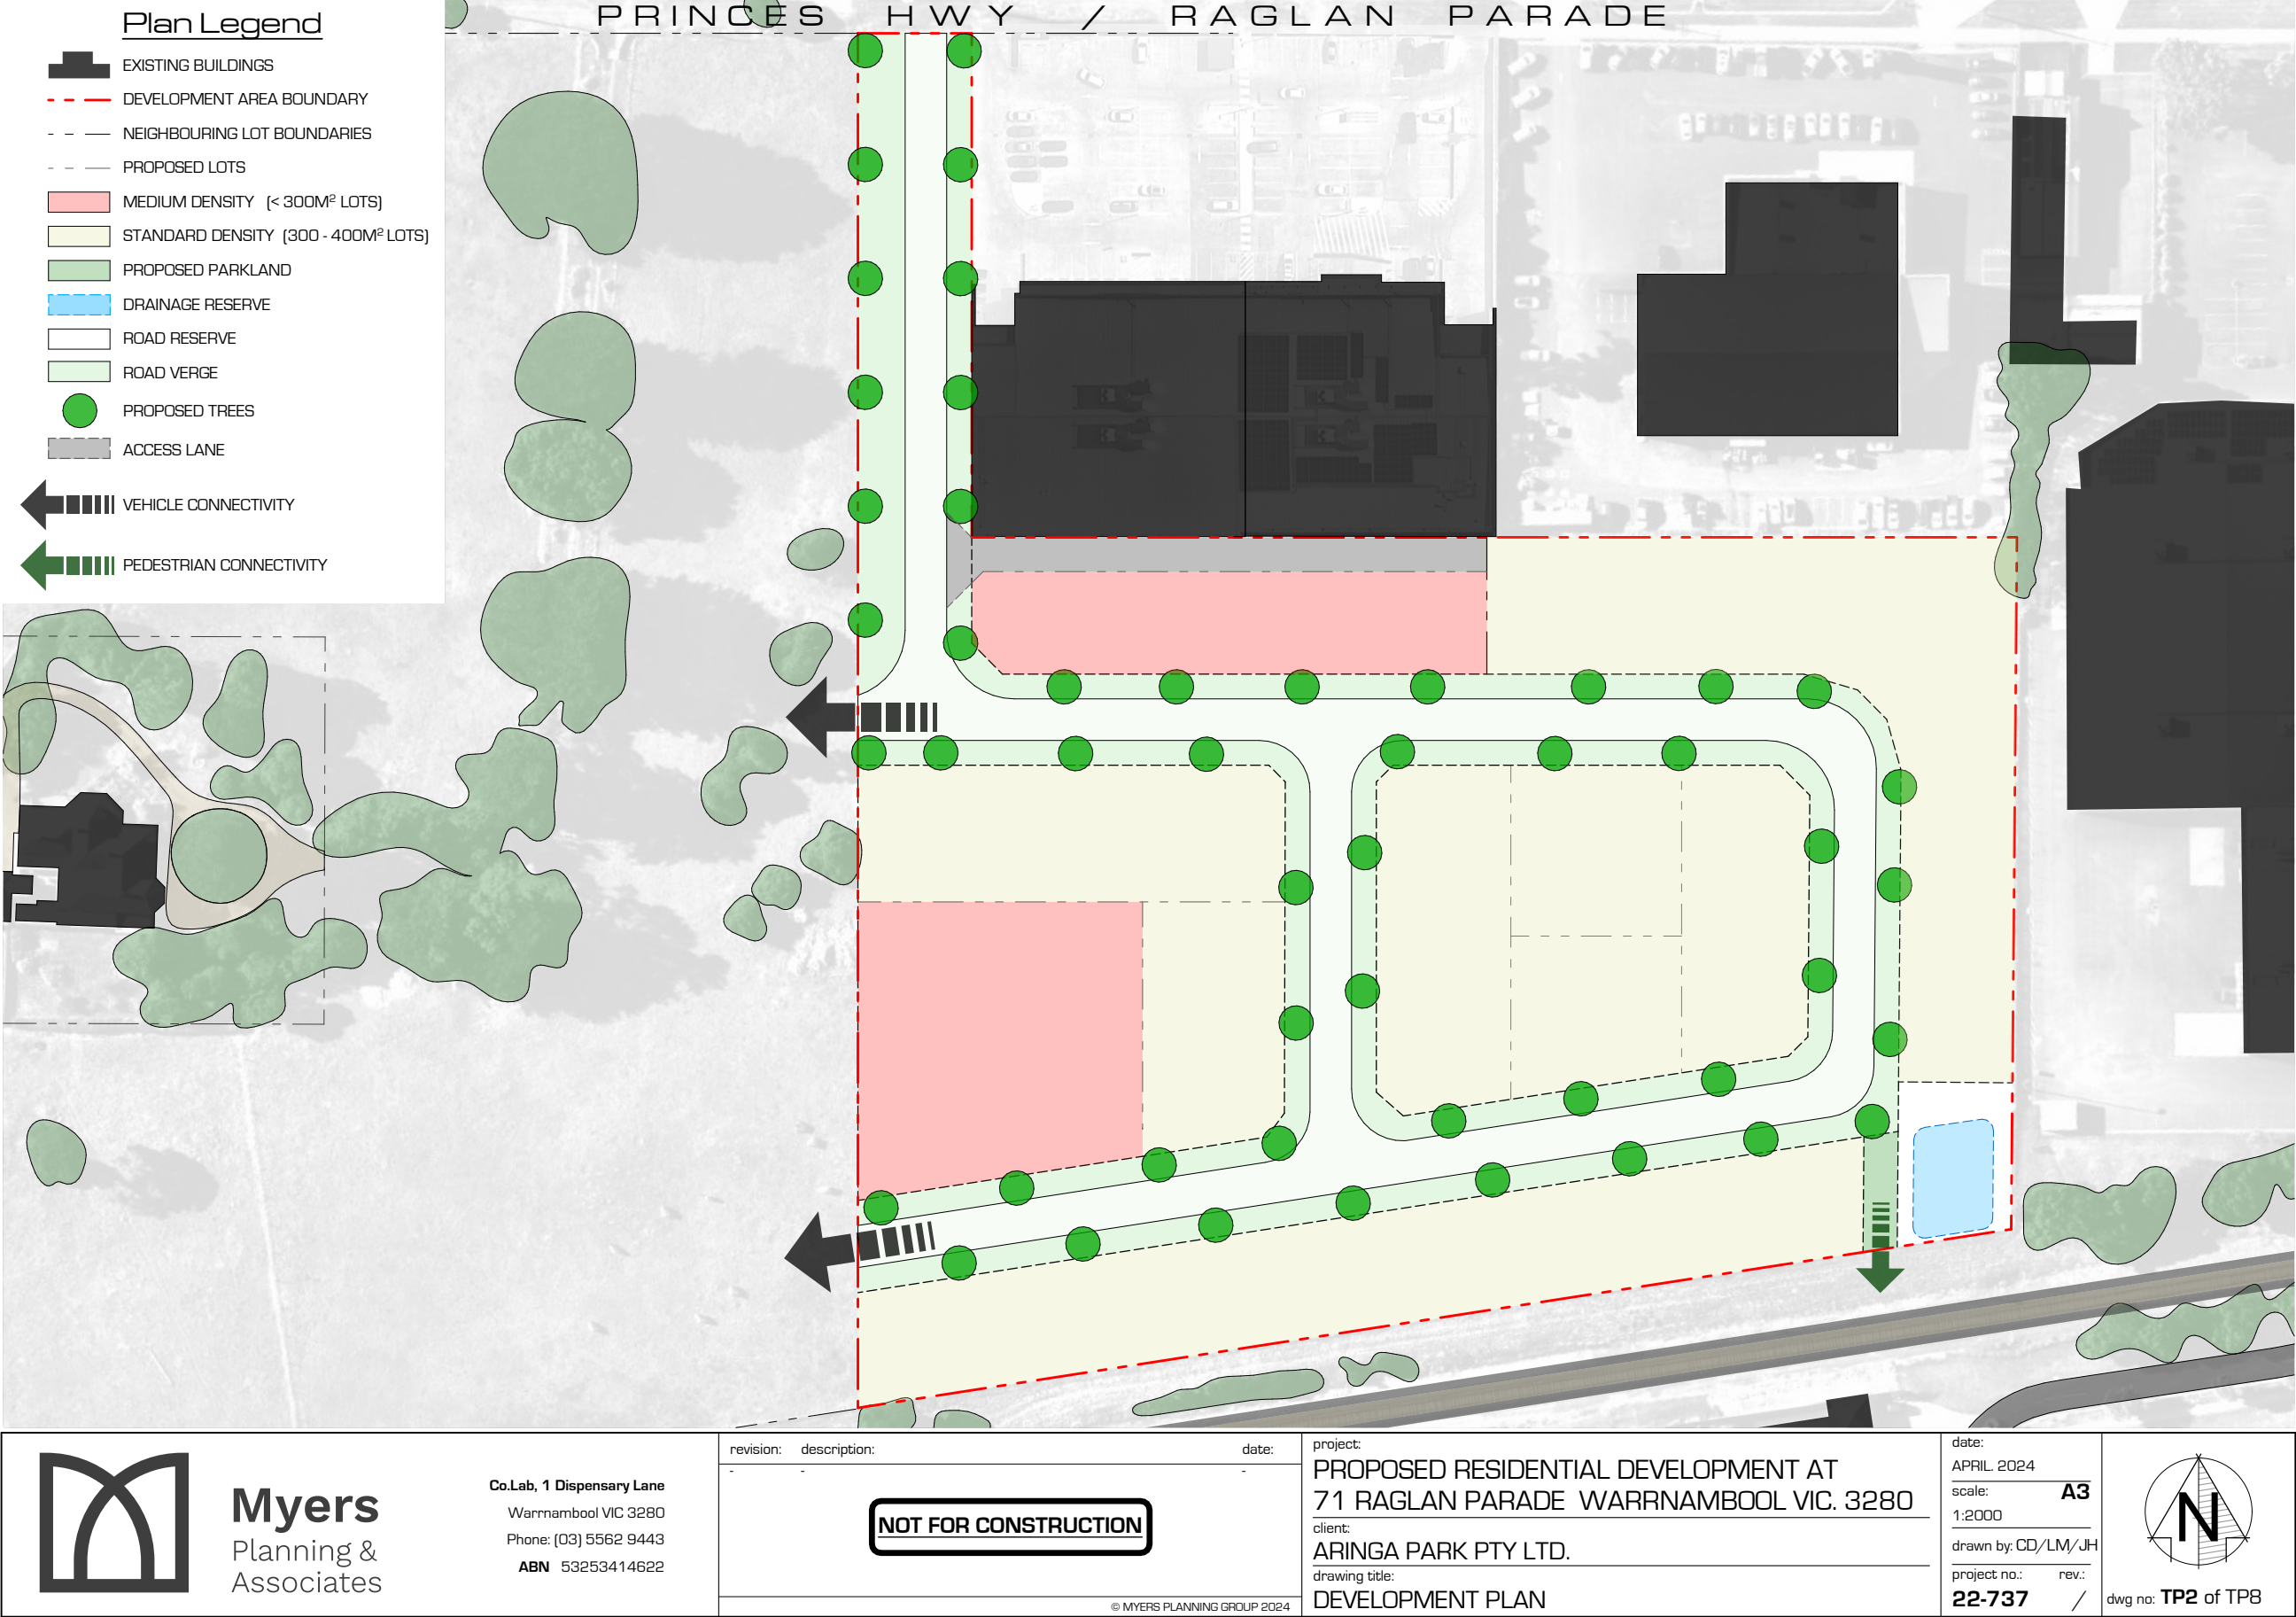 PRINCES HWY / RAGLAN PARADE
Plan Legend
EXISTING BUILDINGS
DEVELOPMENT AREA BOUNDARY
NEIGHBOURING LOT BOUNDARIES
PROPOSED LOTS
MEDIUM DENSITY (< 300M² LOTS)
STANDARD DENSITY (300 - 400M² LOTS)
PROPOSED PARKLAND
DRAINAGE RESERVE
ROAD RESERVE
ROAD VERGE
PROPOSED TREES
ACCESS LANE
VEHICLE CONNECTIVITY
PEDESTRIAN CONNECTIVITY
Myers
Planning &
Associates
Co.Lab, 1 Dispensary Lane
Warrnambool VIC 3280
Phone: (03) 5562 9443
ABN 53253414622
revision: description: date:
- - -
NOT FOR CONSTRUCTION
© MYERS PLANNING GROUP 2024
project:
PROPOSED RESIDENTIAL DEVELOPMENT AT
71 RAGLAN PARADE WARRNAMBOOL VIC. 3280
client:
ARINGA PARK PTY LTD.
drawing title:
DEVELOPMENT PLAN
date:
APRIL 2024
scale: A3
1:2000
drawn by: CD/LM/JH
project no.: rev.:
22-737 /
N
dwg no: TP2 of TP8